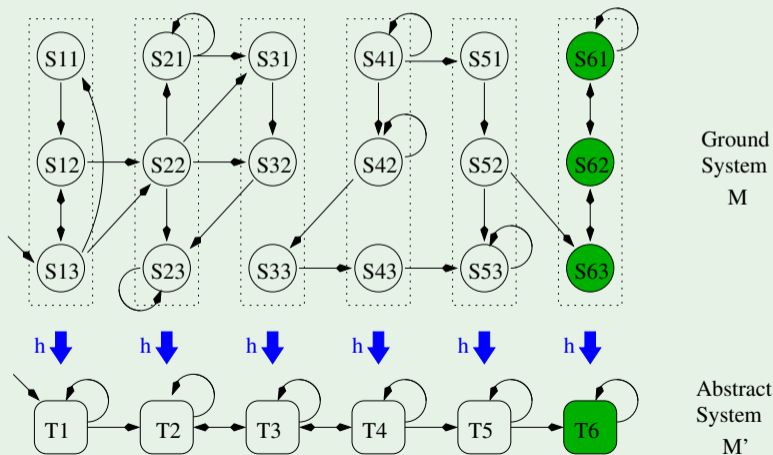 S11 S21 S31 S41 S51 S61
Ground
System
M
S12 S22 S32 S42 S52 S62
S13 S23 S33 S43 S53 S63
h h h h h h
Abstract
System
M'
T1 T2 T3 T4 T5 T6